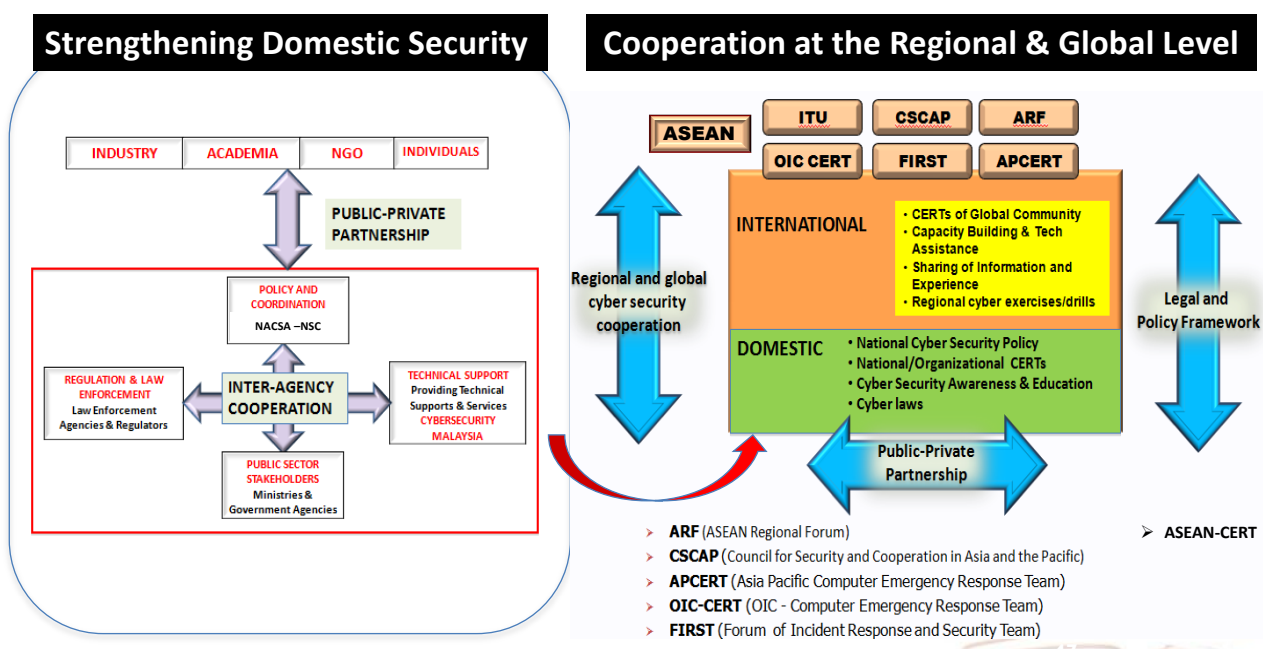 Strengthening Domestic Security
INDUSTRY
ACADEMIA
NGO
INDIVIDUALS
PUBLIC-PRIVATE
PARTNERSHIP
POLICY AND
COORDINATION
NACSA –NSC
REGULATION & LAW
ENFORCEMENT
Law Enforcement
Agencies & Regulators
INTER-AGENCY
COOPERATION
TECHNICAL SUPPORT
Providing Technical
Supports & Services
CYBERSECURITY
MALAYSIA
PUBLIC SECTOR
STAKEHOLDERS
Ministries &
Government Agencies
Cooperation at the Regional & Global Level
ASEAN
ITU
CSCAP
ARF
OIC CERT
FIRST
APCERT
Regional and global
cyber security
cooperation
INTERNATIONAL
• CERTs of Global Community
• Capacity Building & Tech
Assistance
• Sharing of Information and
Experience
• Regional cyber exercises/drills
DOMESTIC
• National Cyber Security Policy
• National/Organizational CERTs
• Cyber Security Awareness & Education
• Cyber laws
Legal and
Policy Framework
Public-Private
Partnership
➢ ARF (ASEAN Regional Forum)
➢ CSCAP (Council for Security and Cooperation in Asia and the Pacific)
➢ APCERT (Asia Pacific Computer Emergency Response Team)
➢ OIC-CERT (OIC - Computer Emergency Response Team)
➢ FIRST (Forum of Incident Response and Security Team)
➢ ASEAN-CERT